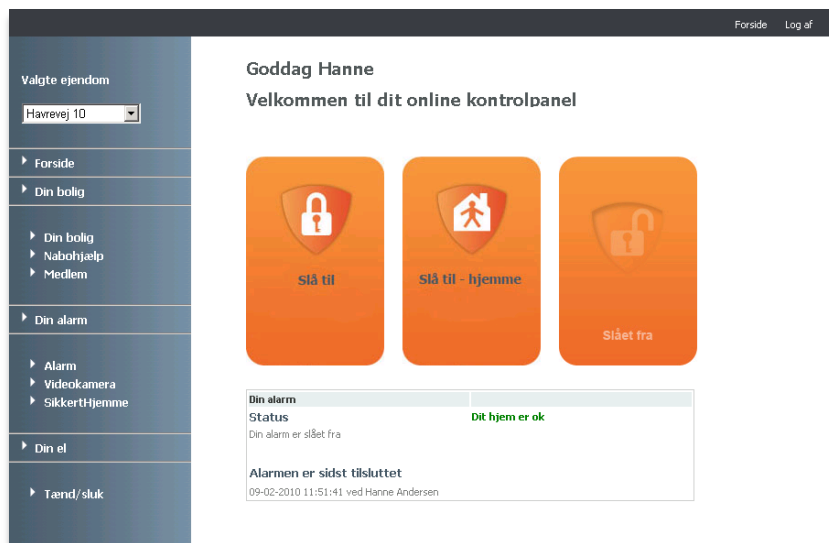 Forside Log af
Valgte ejendom
Havrevej 10
Forside
Din bolig
Din bolig
Nabohjælp
Medlem
Din alarm
Alarm
Videokamera
SikkertHjemme
Din el
Tænd/sluk
Goddag Hanne
Velkommen til dit online kontrolpanel
Slå til
Slå til - hjemme
Slået fra
Din alarm
Status Dit hjem er ok
Din alarm er slået fra
Alarmen er sidst tilsluttet
09-02-2010 11:51:41 ved Hanne Andersen